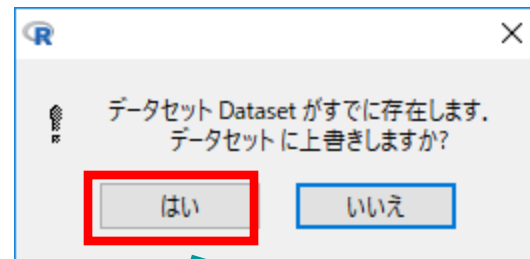 データセット Dataset がすでに存在します.
データセット に上書きしますか?
はい
いいえ